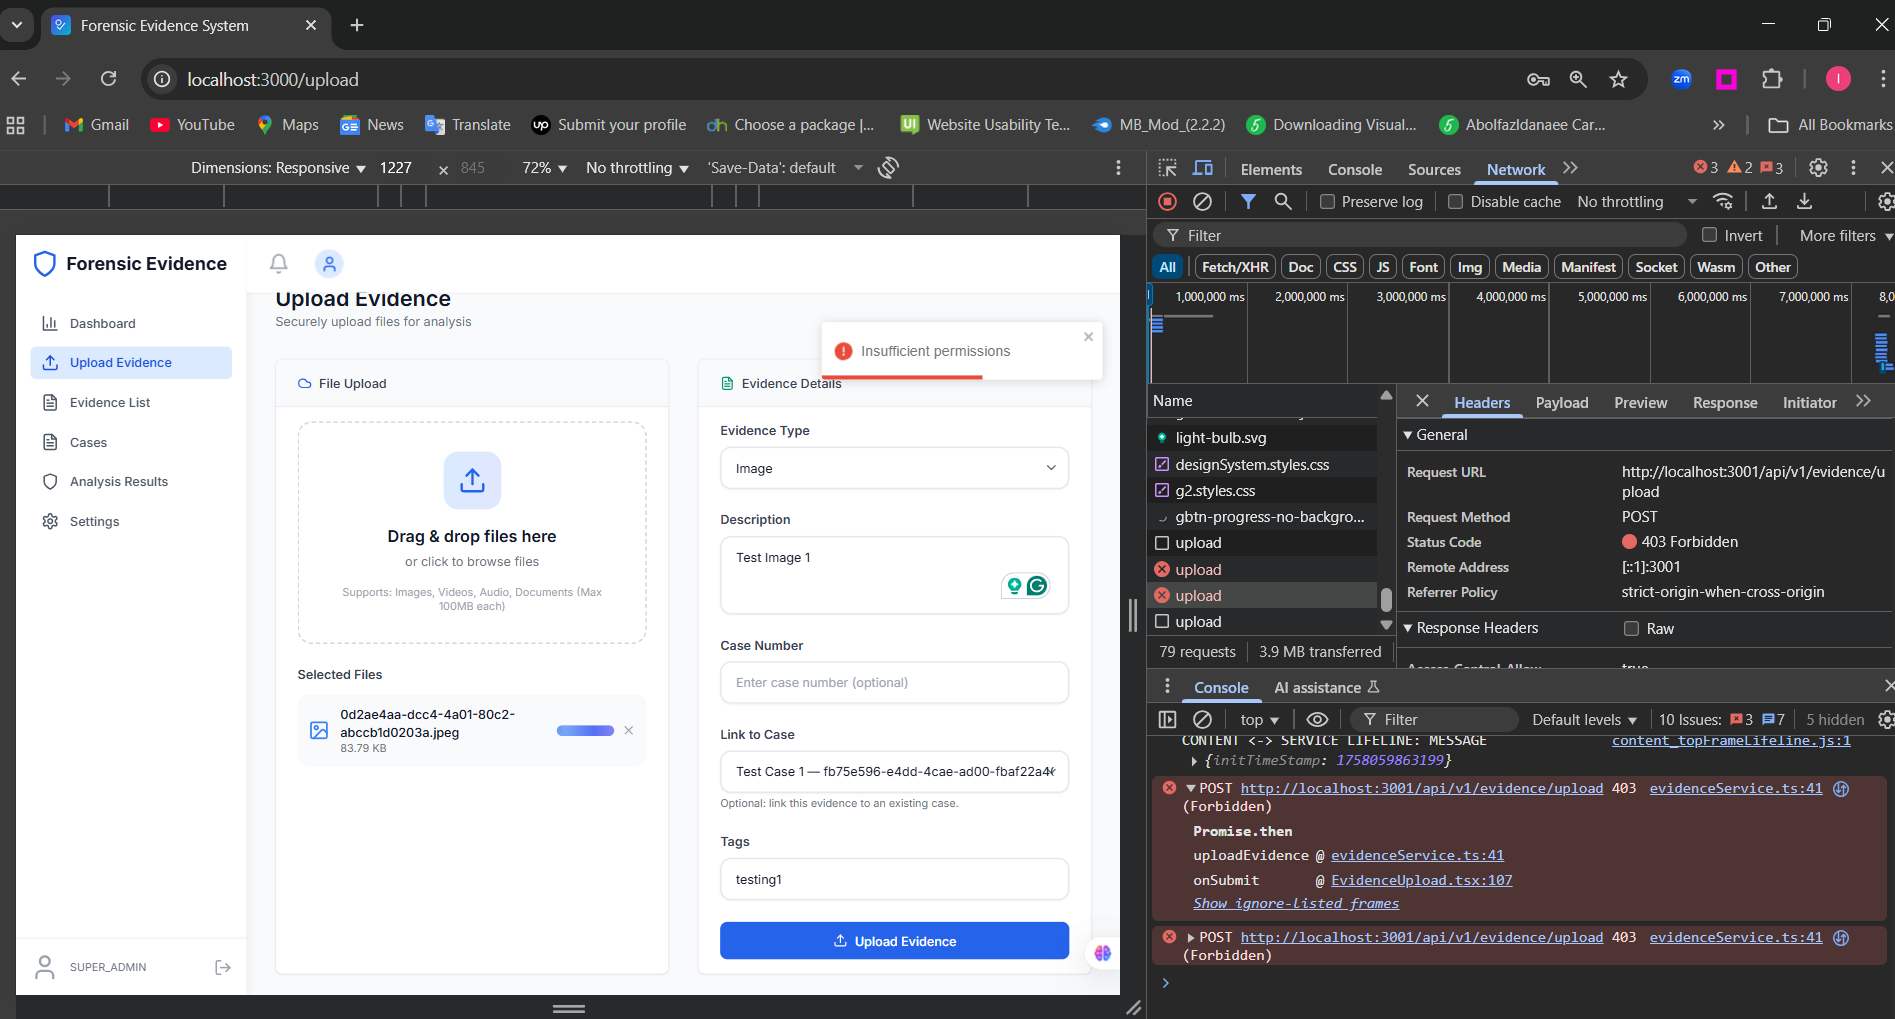 Forensic Evidence System
localhost:3000/upload
Gmail
YouTube
Maps
News
Translate
Submit your profile
Choose a package |...
Website Usability Te...
MB_Mod_(2.2.2)
Downloading Visual...
AbolfazIdanaee Car...
All Bookmarks
Dimensions: Responsive
1227
×
845
72%
No throttling
'Save-Data': default
Forensic Evidence
Dashboard
Upload Evidence
Evidence List
Cases
Analysis Results
Settings
SUPER_ADMIN
Upload Evidence
Securely upload files for analysis
Insufficient permissions
File Upload
Drag & drop files here
or click to browse files
Supports: Images, Videos, Audio, Documents (Max
100MB each)
Selected Files
0d2ae4aa-dcc4-4a01-80c2-
abccb1d0203a.jpeg
83.79 KB
Evidence Details
Evidence Type
Image
Description
Test Image 1
Case Number
Enter case number (optional)
Link to Case
Test Case 1 — fb75e596-e4dd-4cae-ad00-fbaf22a4
Optional: link this evidence to an existing case.
Tags
testing1
Upload Evidence
Elements
Console
Sources
Network
3
2
3
Preserve log
Disable cache
No throttling
Filter
Invert
More filters
All
Fetch/XHR
Doc
CSS
JS
Font
Img
Media
Manifest
Socket
Wasm
Other
1,000,000 ms
2,000,000 ms
3,000,000 ms
4,000,000 ms
5,000,000 ms
6,000,000 ms
7,000,000 ms
8,0
Name
light-bulb.svg
designSystem.styles.css
g2.styles.css
gbtn-progress-no-backgro...
upload
upload
upload
upload
79 requests
3.9 MB transferred
Headers
Payload
Preview
Response
Initiator
General
Request URL
http://localhost:3001/api/v1/evidence/u
pload
Request Method
POST
Status Code
403 Forbidden
Remote Address
[::1]:3001
Referrer Policy
strict-origin-when-cross-origin
Response Headers
Raw
Access-Control-Allow
true
Console
AI assistance
top
Filter
Default levels
10 Issues:
3
7
5 hidden
CONTENT <-> SERVICE LIFELINE: MESSAGE
content_topFrameLifeline.js:1
{initTimeStamp: 1758059863199}
POST http://localhost:3001/api/v1/evidence/upload 403
evidenceService.ts:41
(Forbidden)
Promise.then
uploadEvidence @ evidenceService.ts:41
onSubmit @ EvidenceUpload.tsx:107
Show ignore-listed frames
POST http://localhost:3001/api/v1/evidence/upload 403
evidenceService.ts:41
(Forbidden)